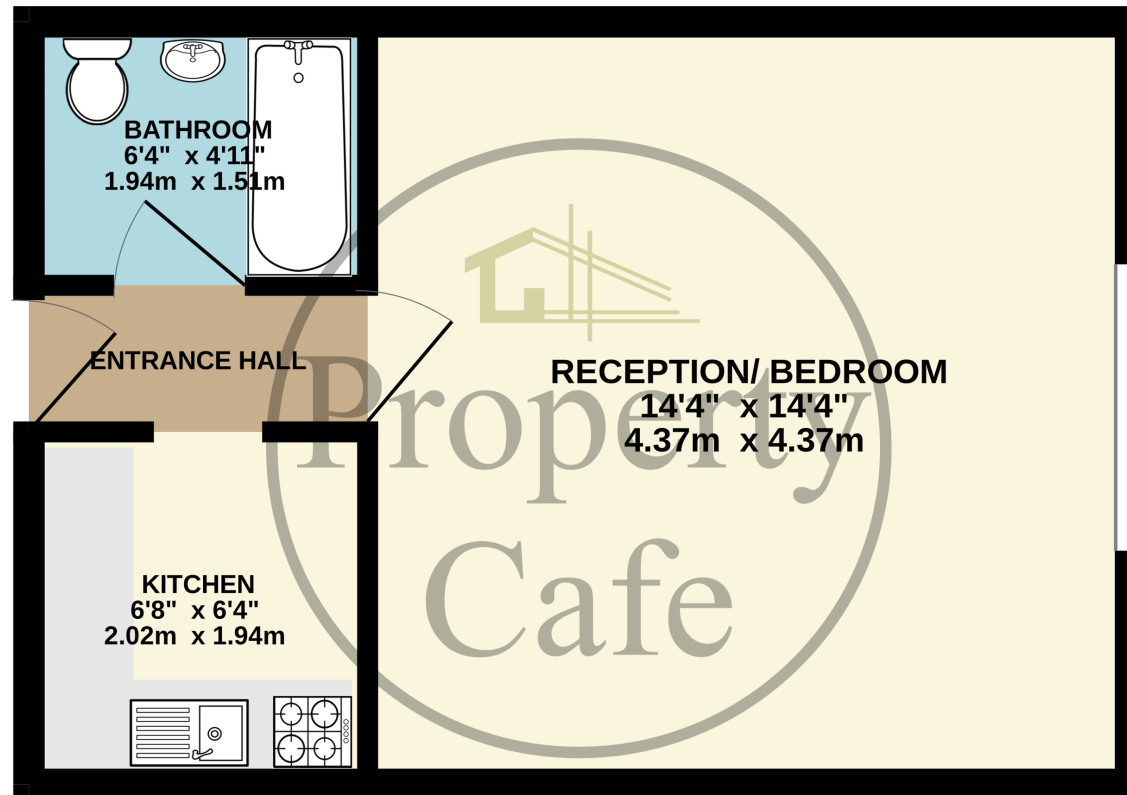 BATHROOM
6'4" x 4'11"
1.94m x 1.51m
ENTRANCE HALL
RECEPTION/ BEDROOM
14'4" x 14'4"
4.37m x 4.37m
Property
Cafe
KITCHEN
6'8" x 6'4"
2.02m x 1.94m